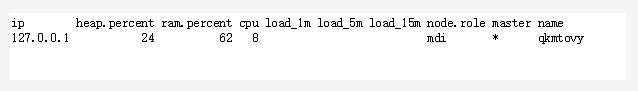 ip heap.percent ram.percent cpu load_1m load_5m load_15m node.role master name
127.0.0.1 24 62 8 mdi * qkmtovy